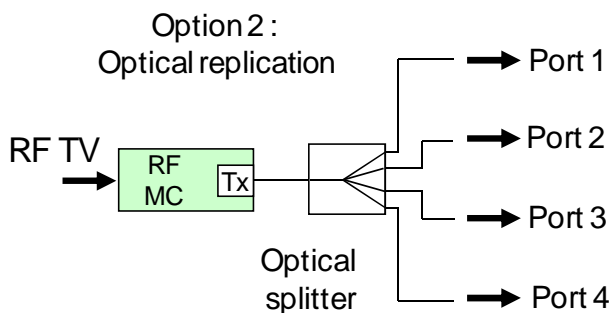 Option 2 :
Optical replication
RF TV
RF
MC
Tx
Optical
splitter
Port 1
Port 2
Port 3
Port 4